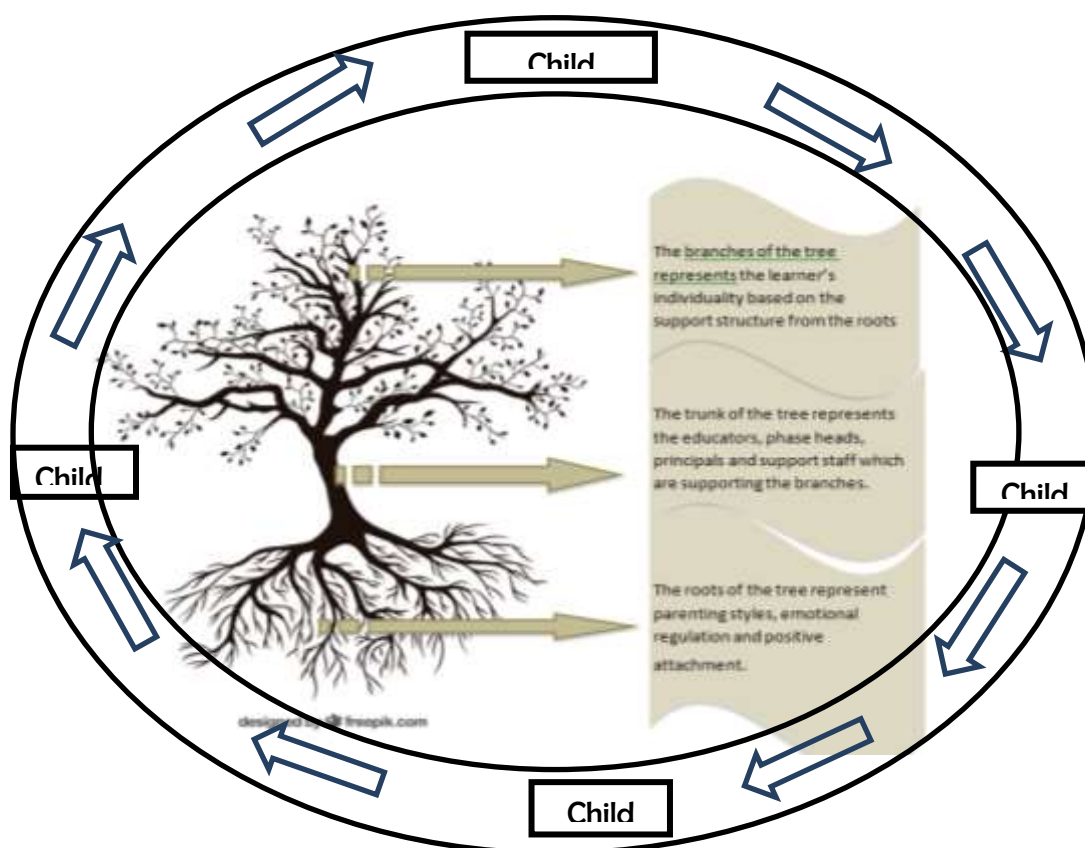 Child
The branches of the tree
represents the learner's
individuality based on the
support structure from the roots
The trunk of the tree represents
the educators, phase heads,
principals and support staff which
are supporting the branches.
Child
Child
The roots of the tree represent
parenting styles, emotional
regulation and positive
attachment.
designed by freepik.com
Child